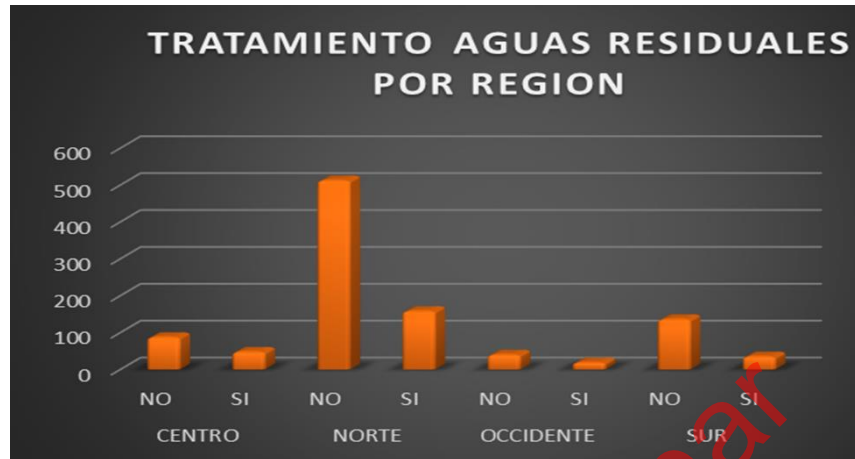 TRATAMIENTO AGUAS RESIDUALES
POR REGION
600
500
400
300
200
100
0
NO SI NO SI NO SI NO SI
CENTRO NORTE OCCIDENTE SUR